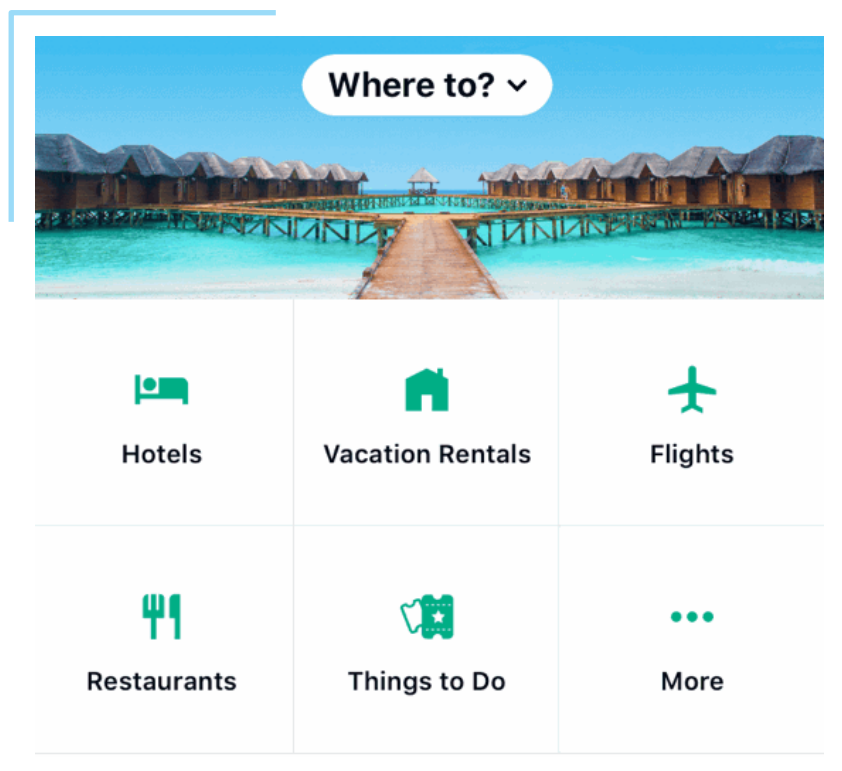 Where to?
Hotels
Vacation Rentals
Flights
Restaurants
Things to Do
More